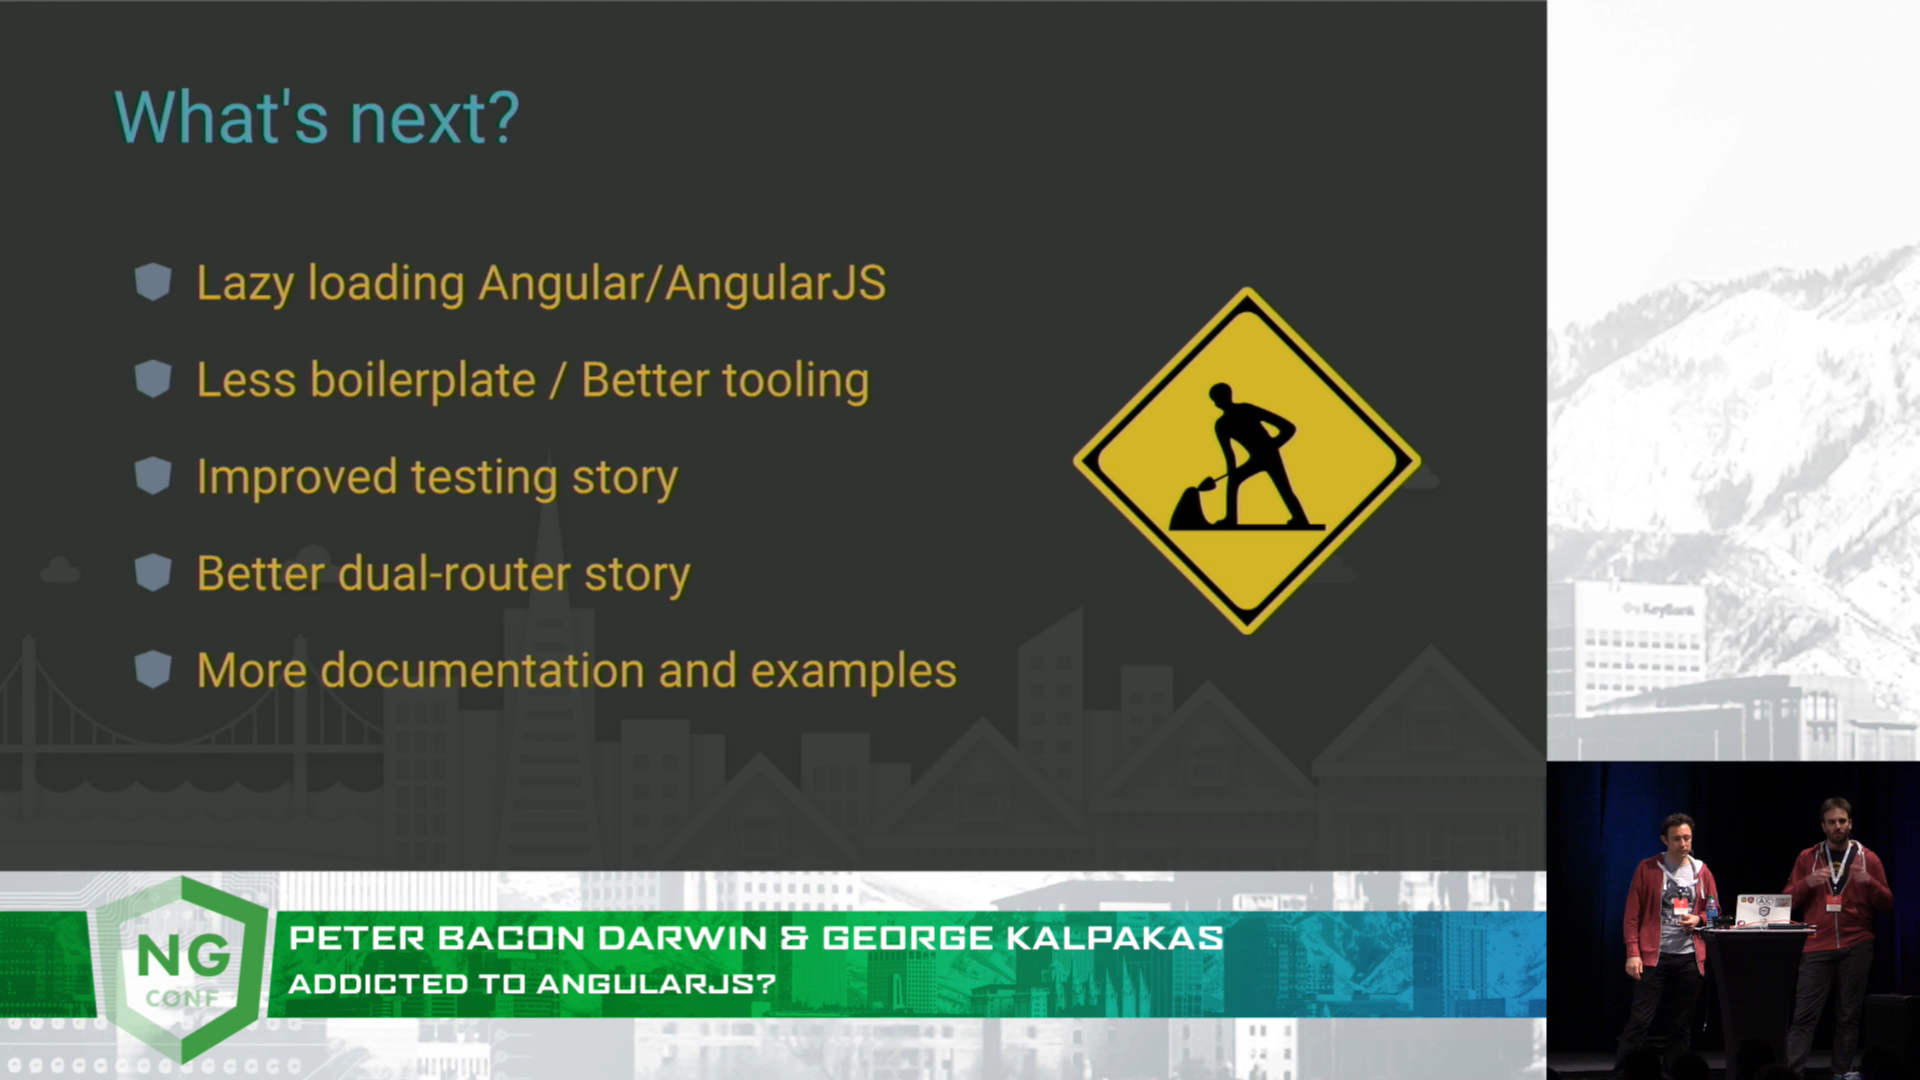 What's next?
Lazy loading Angular/AngularJS
Less boilerplate / Better tooling
Improved testing story
Better dual-router story
More documentation and examples
KeyBank
NG
CONF
PETER BACON DARWIN & GEORGE KALPAKAS
ADDICTED TO ANGULARJS?